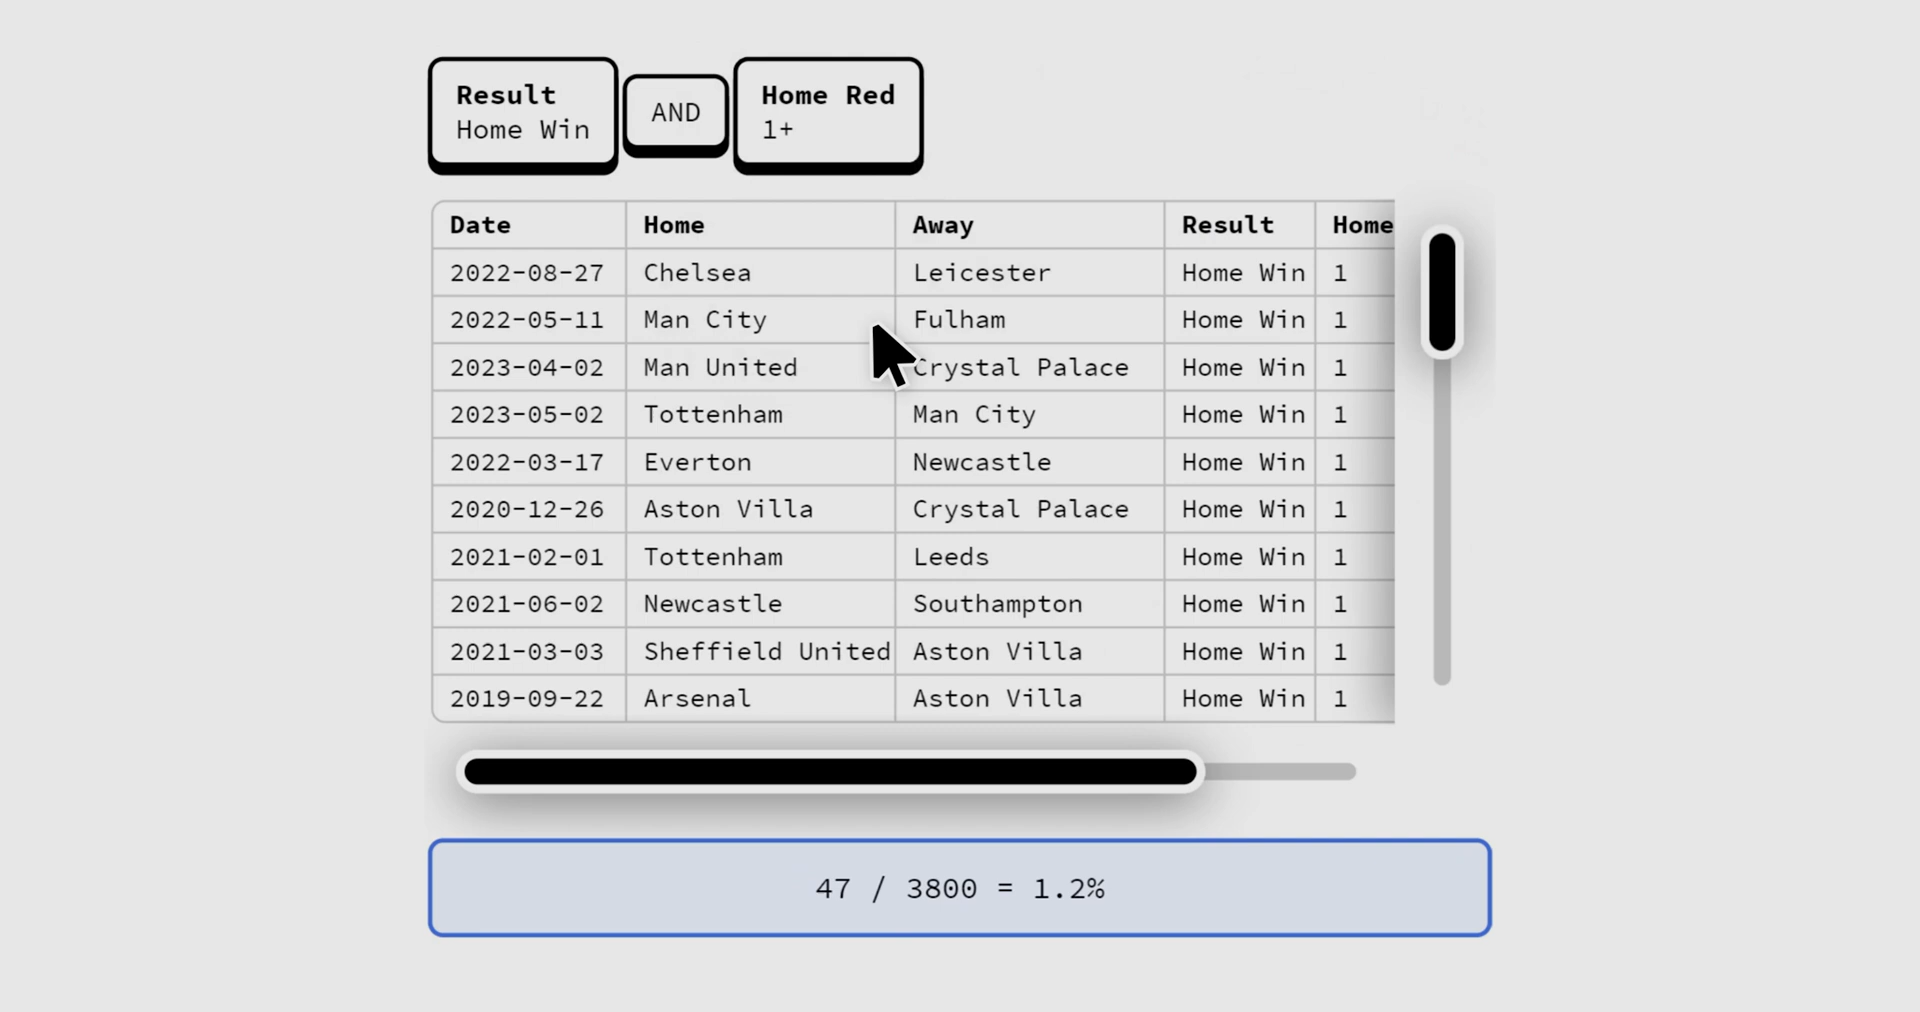 Result
Home Win
AND
Home Red
1+
Date Home Away Result Home
2022-08-27 Chelsea Leicester Home Win 1
2022-05-11 Man City Fulham Home Win 1
2023-04-02 Man United Crystal Palace Home Win 1
2023-05-02 Tottenham Man City Home Win 1
2022-03-17 Everton Newcastle Home Win 1
2020-12-26 Aston Villa Crystal Palace Home Win 1
2021-02-01 Tottenham Leeds Home Win 1
2021-06-02 Newcastle Southampton Home Win 1
2021-03-03 Sheffield United Aston Villa Home Win 1
2019-09-22 Arsenal Aston Villa Home Win 1
47 / 3800 = 1.2%